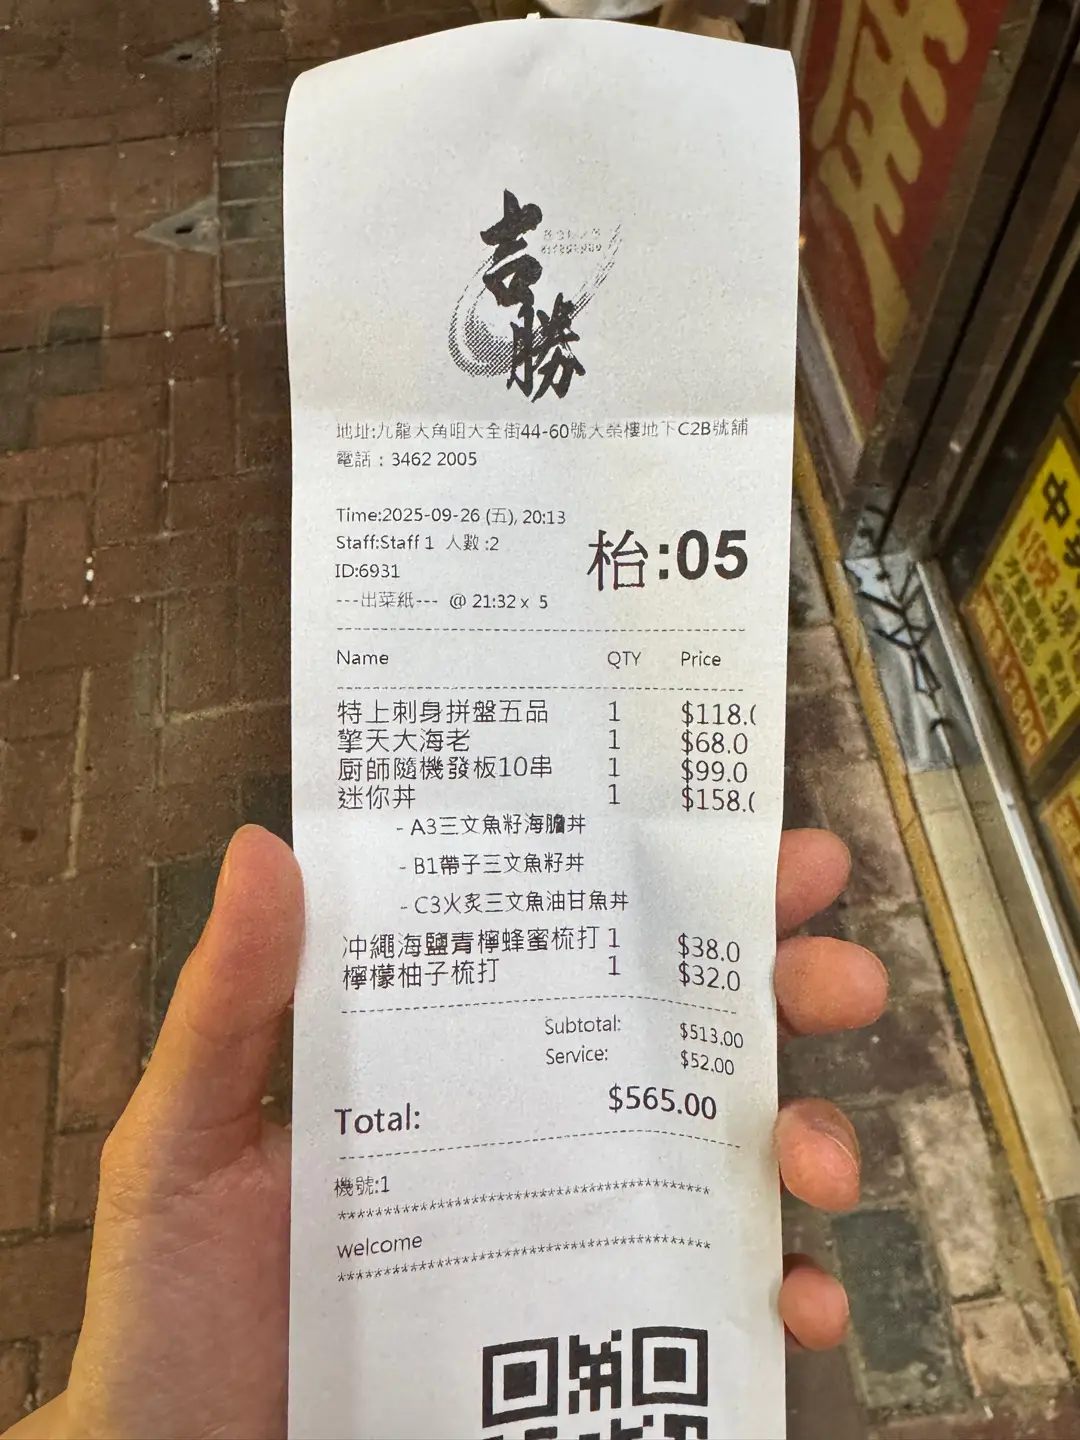 吉勝
地址:九龍大角咀大全街44-60號大榮樓地下C2B號舖
電話：3462 2005
Time:2025-09-26 (五), 20:13
Staff:Staff 1 人數:2
枱:05
ID:6931
---出菜紙--- @ 21:32 x 5
Name QTY Price
特上刺身拼盤五品 1 $118.0
擎天大海老 1 $68.0
廚師隨機發板10串 1 $99.0
迷你丼 1 $158.0
- A3三文魚籽海膽丼
- B1帶子三文魚籽丼
- C3火炙三文魚油甘魚丼
冲繩海鹽青檸蜂蜜梳打 1 $38.0
檸檬柚子梳打 1 $32.0
Subtotal: $513.00
Service: $52.00
Total: $565.00
機號:1
****************************************
welcome
****************************************